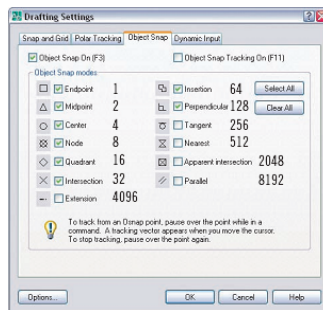 Drafting Settings
Snap and Grid Polar Tracking Object Snap Dynamic Input
Object Snap On (F3) Object Snap Tracking On (F11)
Object Snap modes
Endpoint 1 Insertion 64 Select All
Midpoint 2 Perpendicular 128 Clear All
Center 4 Tangent 256
Node 8 Nearest 512
Quadrant 16 Apparent intersection 2048
Intersection 32 Parallel 8192
Extension 4096
To track from an Osnap point, pause over the point while in a
command. A tracking vector appears when you move the cursor.
To stop tracking, pause over the point again.
Options... OK Cancel Help